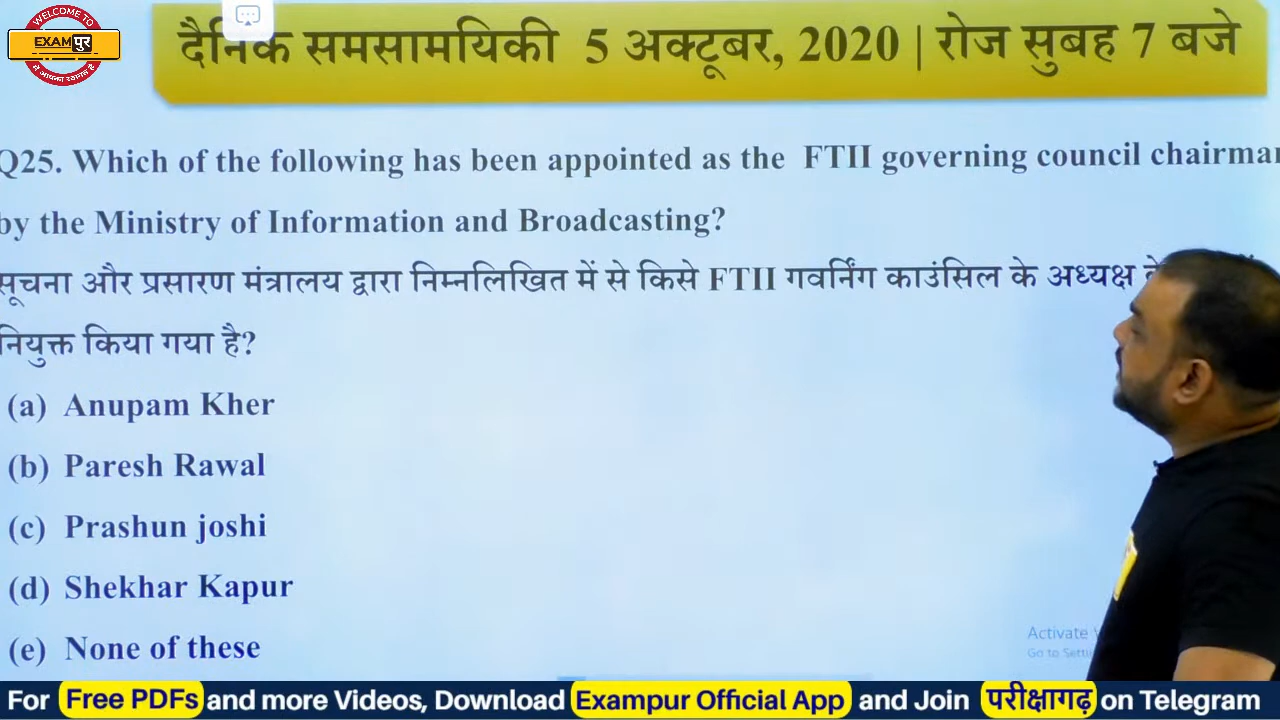 WELCOME TO
EXAMपुर
दैनिक समसामयिकी 5 अक्टूबर, 2020 | रोज सुबह 7 बजे
Q25. Which of the following has been appointed as the FTII governing council chairman
by the Ministry of Information and Broadcasting?
सूचना और प्रसारण मंत्रालय द्वारा निम्नलिखित में से किसे FTII गवर्निंग काउंसिल के अध्यक्ष
नियुक्त किया गया है?
(a) Anupam Kher
(b) Paresh Rawal
(c) Prashun joshi
(d) Shekhar Kapur
(e) None of these
Activate
Go to
For Free PDFs and more Videos, Download Exampur Official App and Join परीक्षागढ़ on Telegram